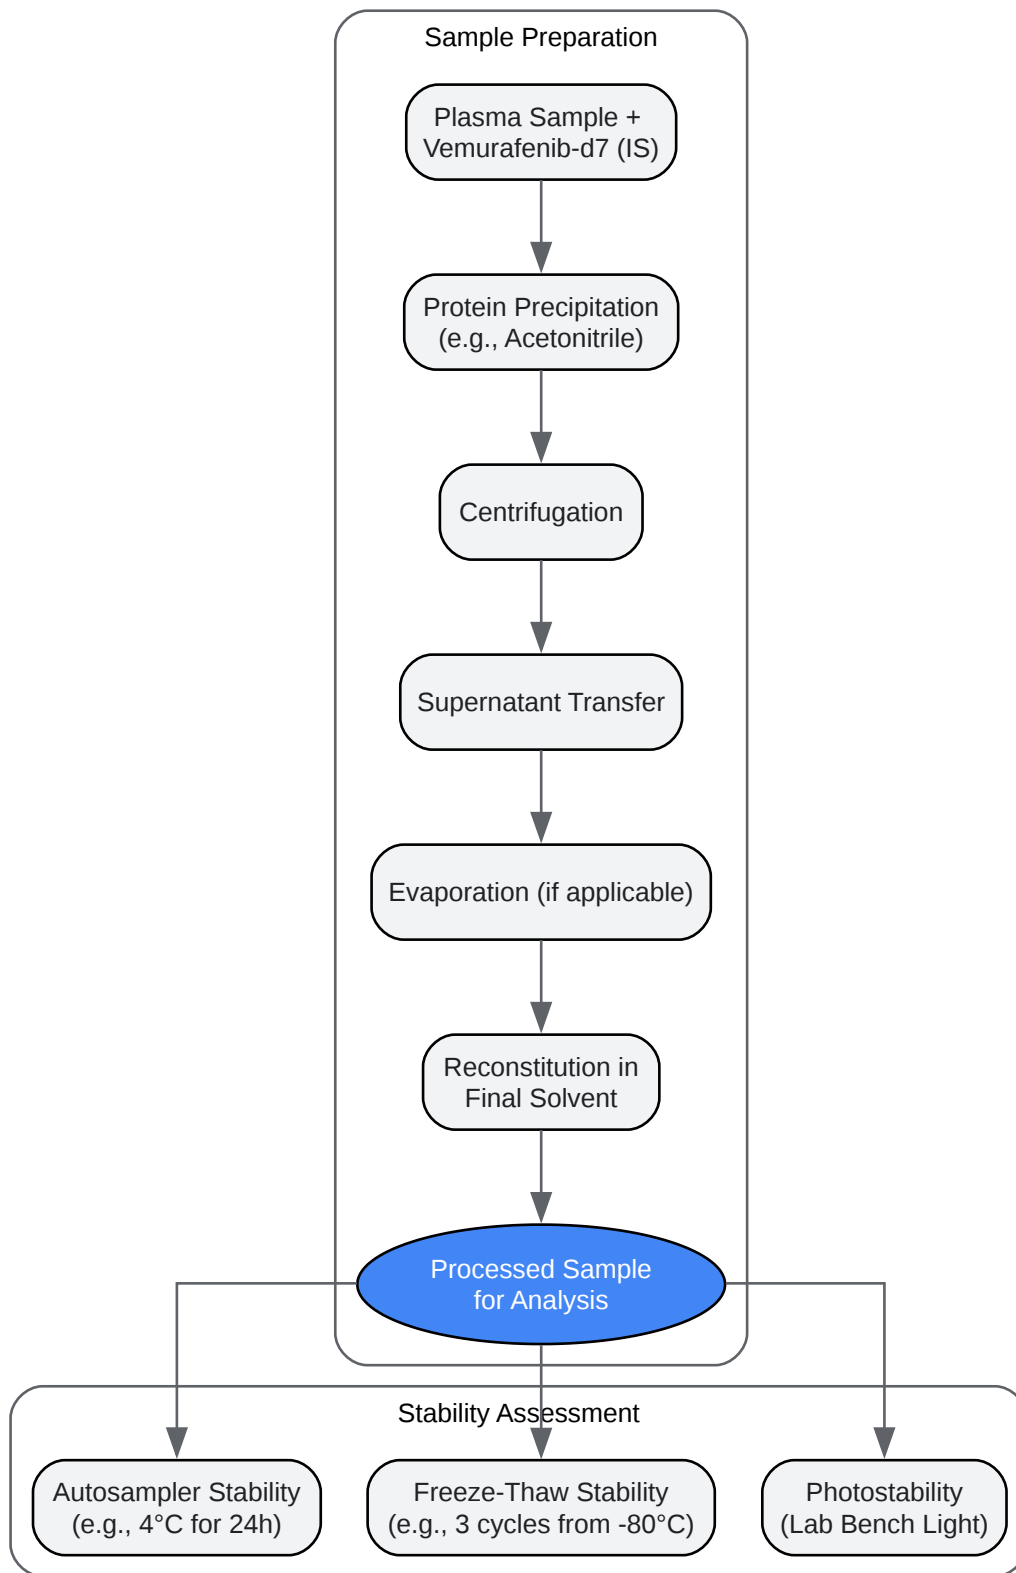 Sample Preparation
Plasma Sample +
Vemurafenib-d7 (IS)
Protein Precipitation
(e.g., Acetonitrile)
Centrifugation
Supernatant Transfer
Evaporation (if applicable)
Reconstitution in
Final Solvent
Processed Sample
for Analysis
Stability Assessment
Autosampler Stability
(e.g., 4°C for 24h)
Freeze-Thaw Stability
(e.g., 3 cycles from -80°C)
Photostability
(Lab Bench Light)